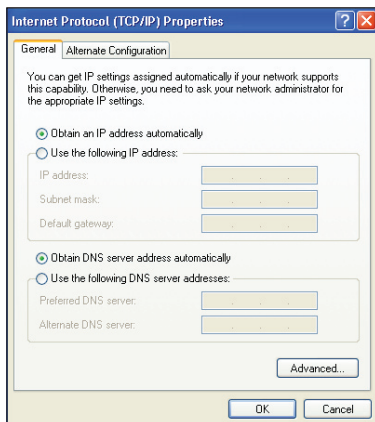 Internet Protocol (TCP/IP) Properties
General
Alternate Configuration
You can get IP settings assigned automatically if your network supports
this capability. Otherwise, you need to ask your network administrator for
the appropriate IP settings.
Obtain an IP address automatically
Use the following IP address:
IP address:
Subnet mask:
Default gateway:
Obtain DNS server address automatically
Use the following DNS server addresses:
Preferred DNS server:
Alternate DNS server:
Advanced...
OK
Cancel